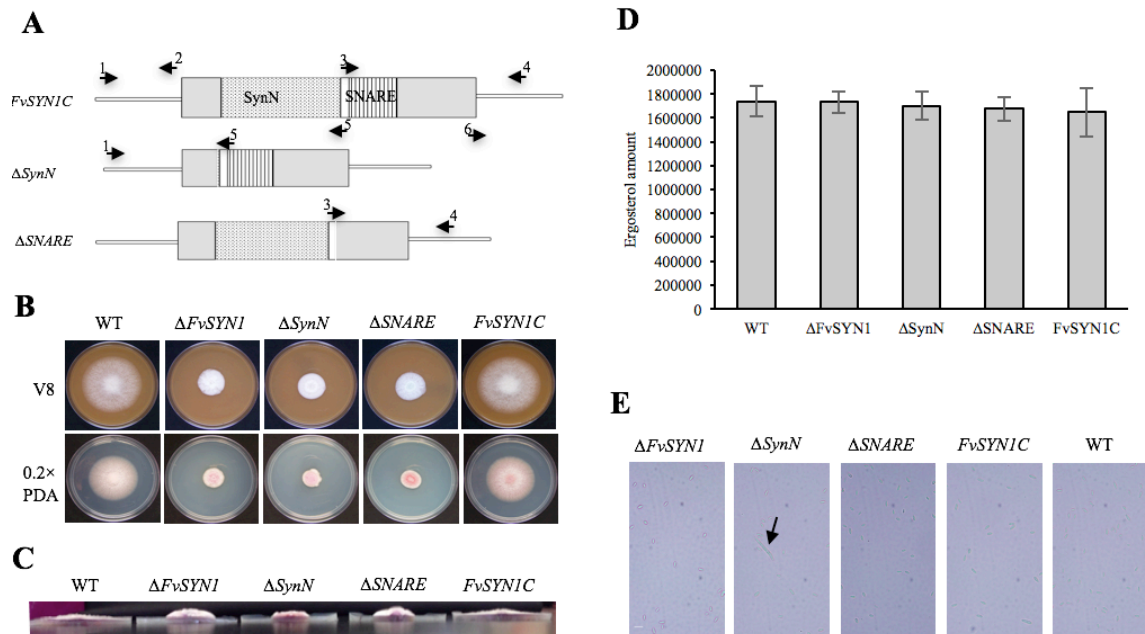 A
1 2 3 4
FvSYN1C SynN SNARE
1 5 5 6
ΔSynN
3 4
ΔSNARE
B
WT ΔFvSYN1 ΔSynN ΔSNARE FvSYN1C
V8
0.2×
PDA
C
WT ΔFvSYN1 ΔSynN ΔSNARE FvSYN1C
D
Ergosterol amount
2000000
1800000
1600000
1400000
1200000
1000000
800000
600000
400000
200000
0
WT ΔFvSYN1 ΔSynN ΔSNARE FvSYN1C
E
ΔFvSYN1 ΔSynN ΔSNARE FvSYN1C WT